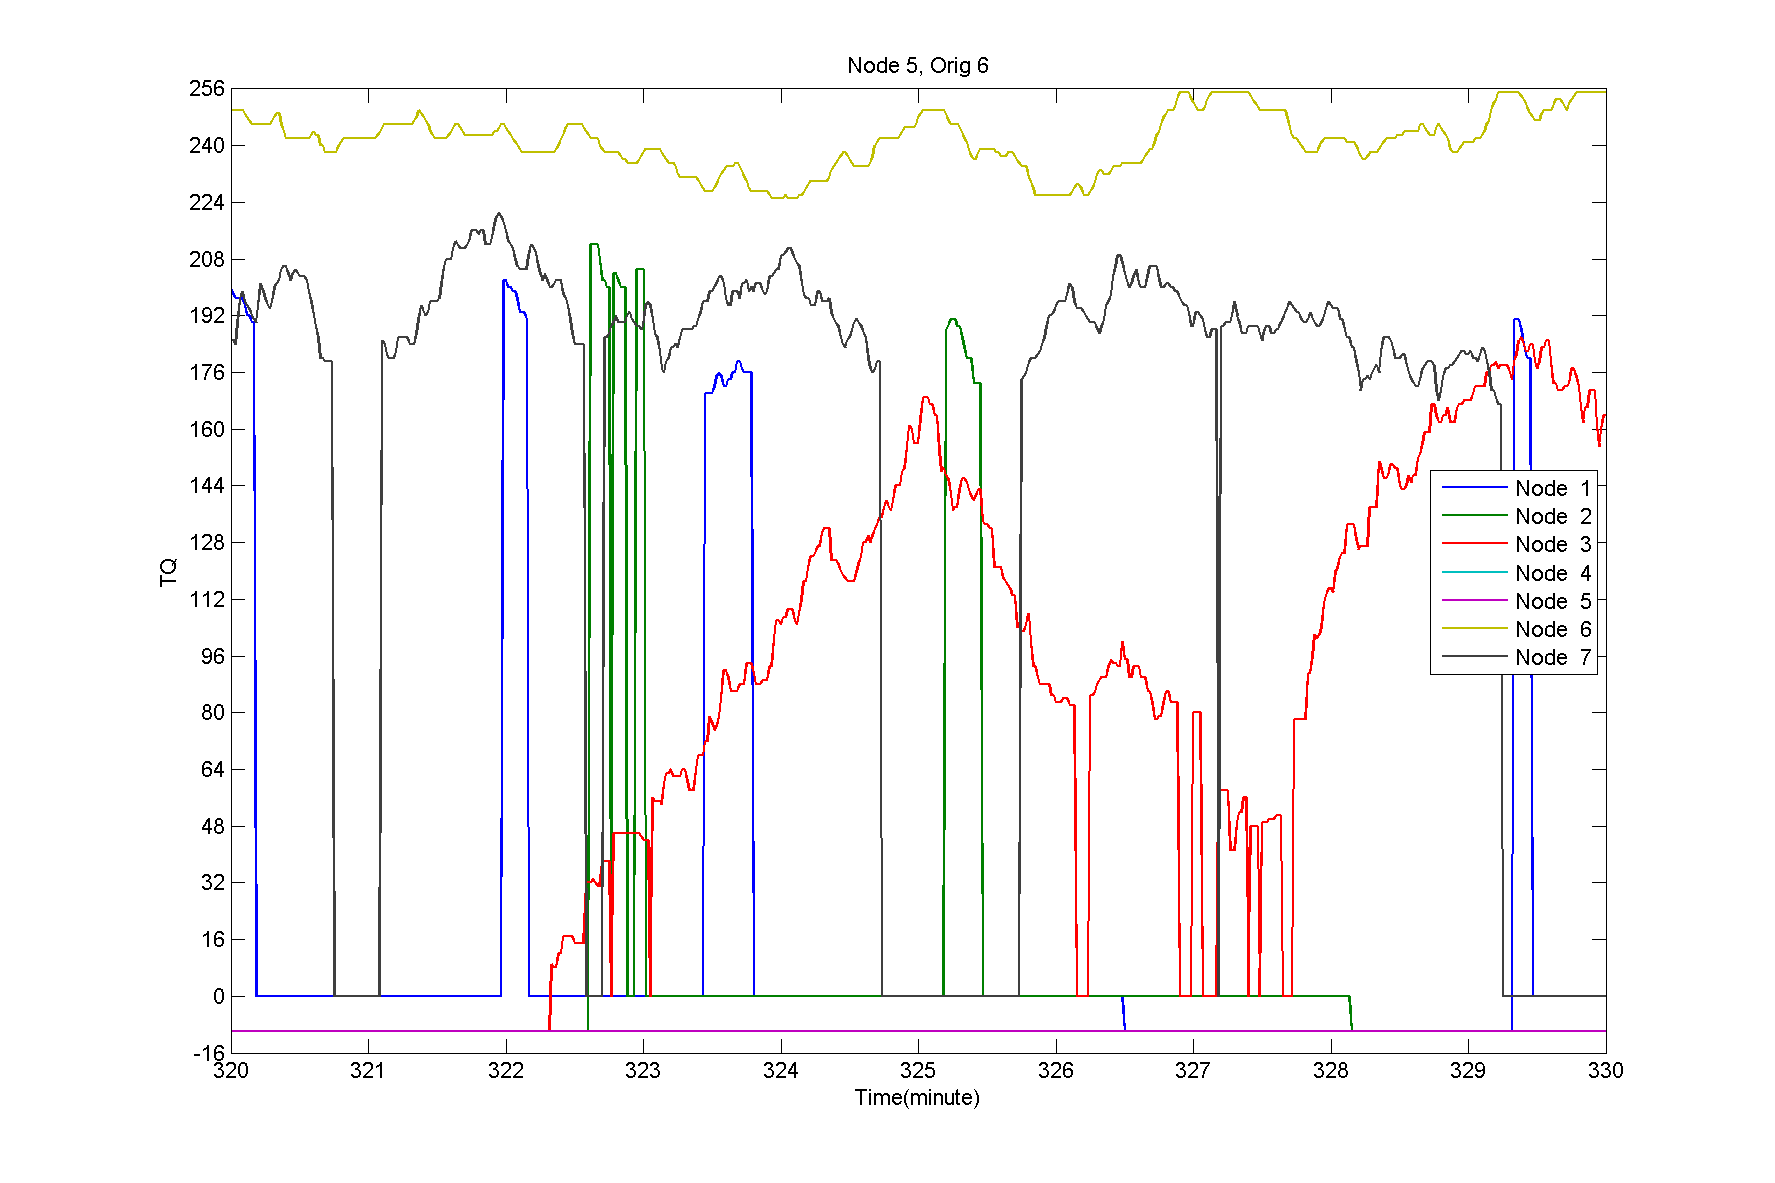 Node 5, Orig 6
256
240
224
208
192
176
160
144
128
112
96
80
64
48
32
16
0
-16
TQ
320 321 322 323 324 325 326 327 328 329 330
Time(minute)
Node 1
Node 2
Node 3
Node 4
Node 5
Node 6
Node 7